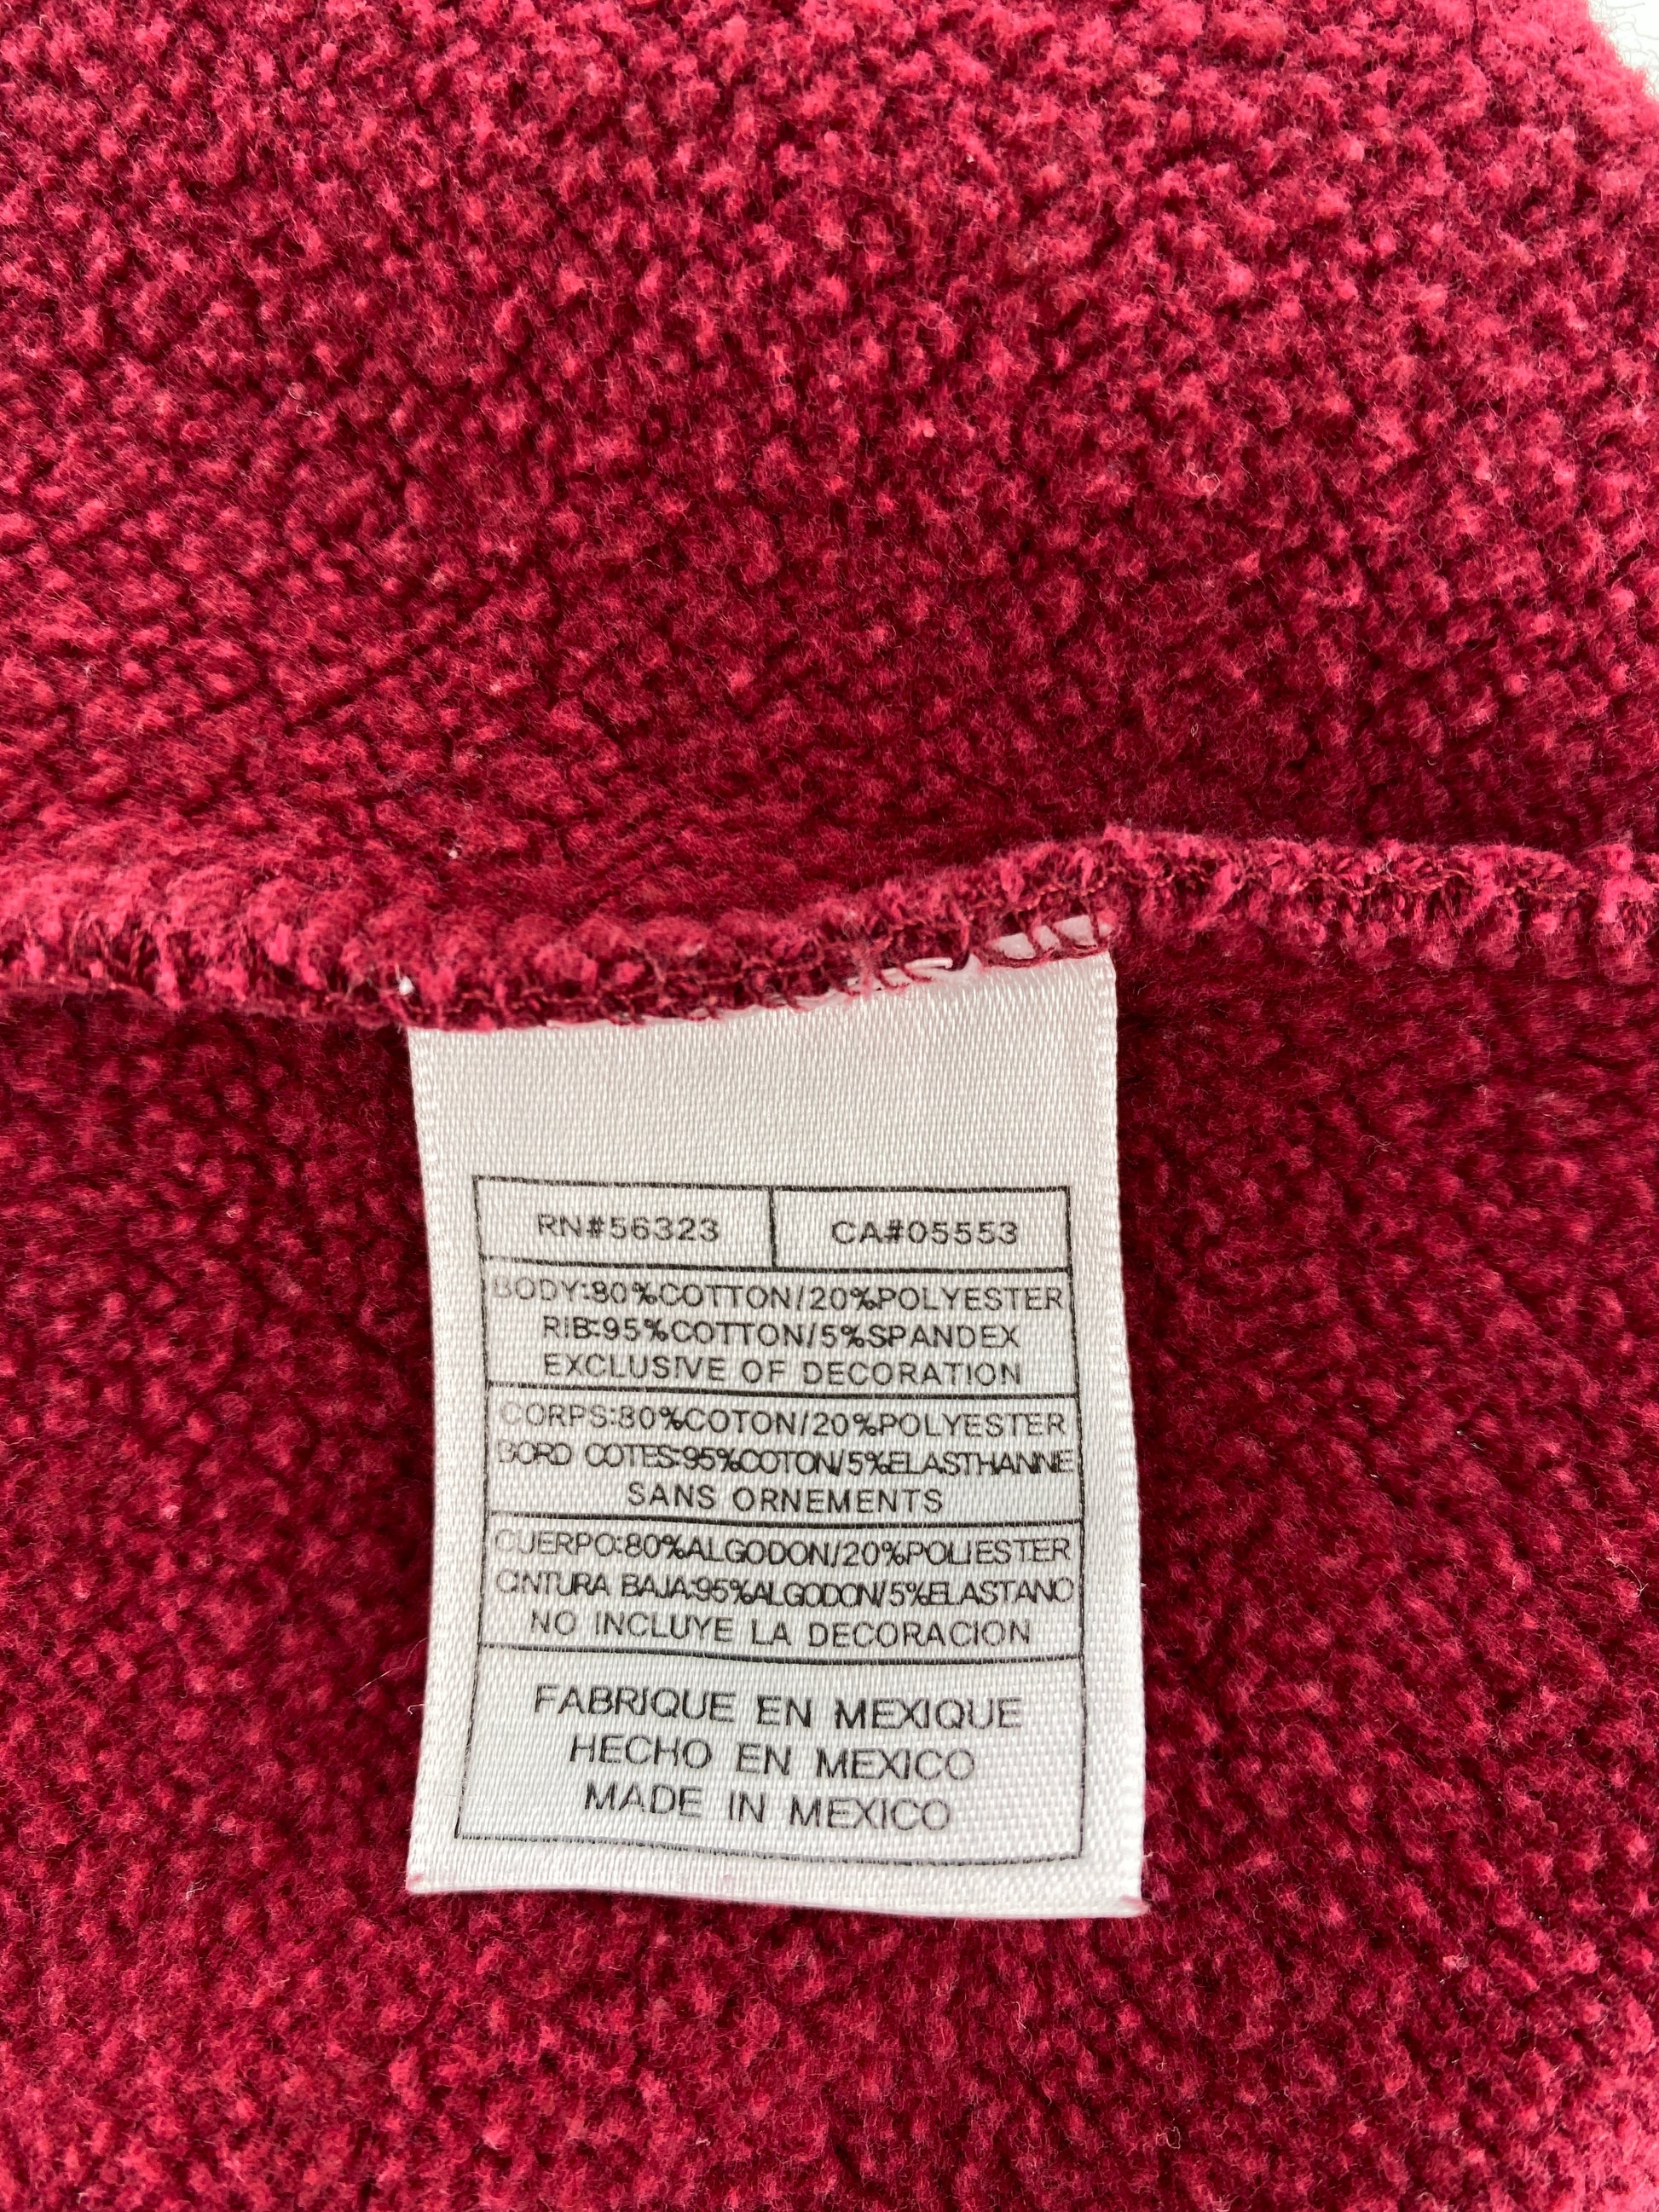 RN#56323 CA#05553
BODY:80%COTTON/20%POLYESTER
RIB:95%COTTON/5%SPANDEX
EXCLUSIVE OF DECORATION
CORPS:80%COTON/20%POLYESTER
BORD COTES:95%COTON/5%ELASTHANNE
SANS ORNEMENTS
CUERPO:80%ALGODON/20%POLIESTER
CINTURA BAJA:95%ALGODON/5%ELASTANO
NO INCLUYE LA DECORACION
FABRIQUE EN MEXIQUE
HECHO EN MEXICO
MADE IN MEXICO